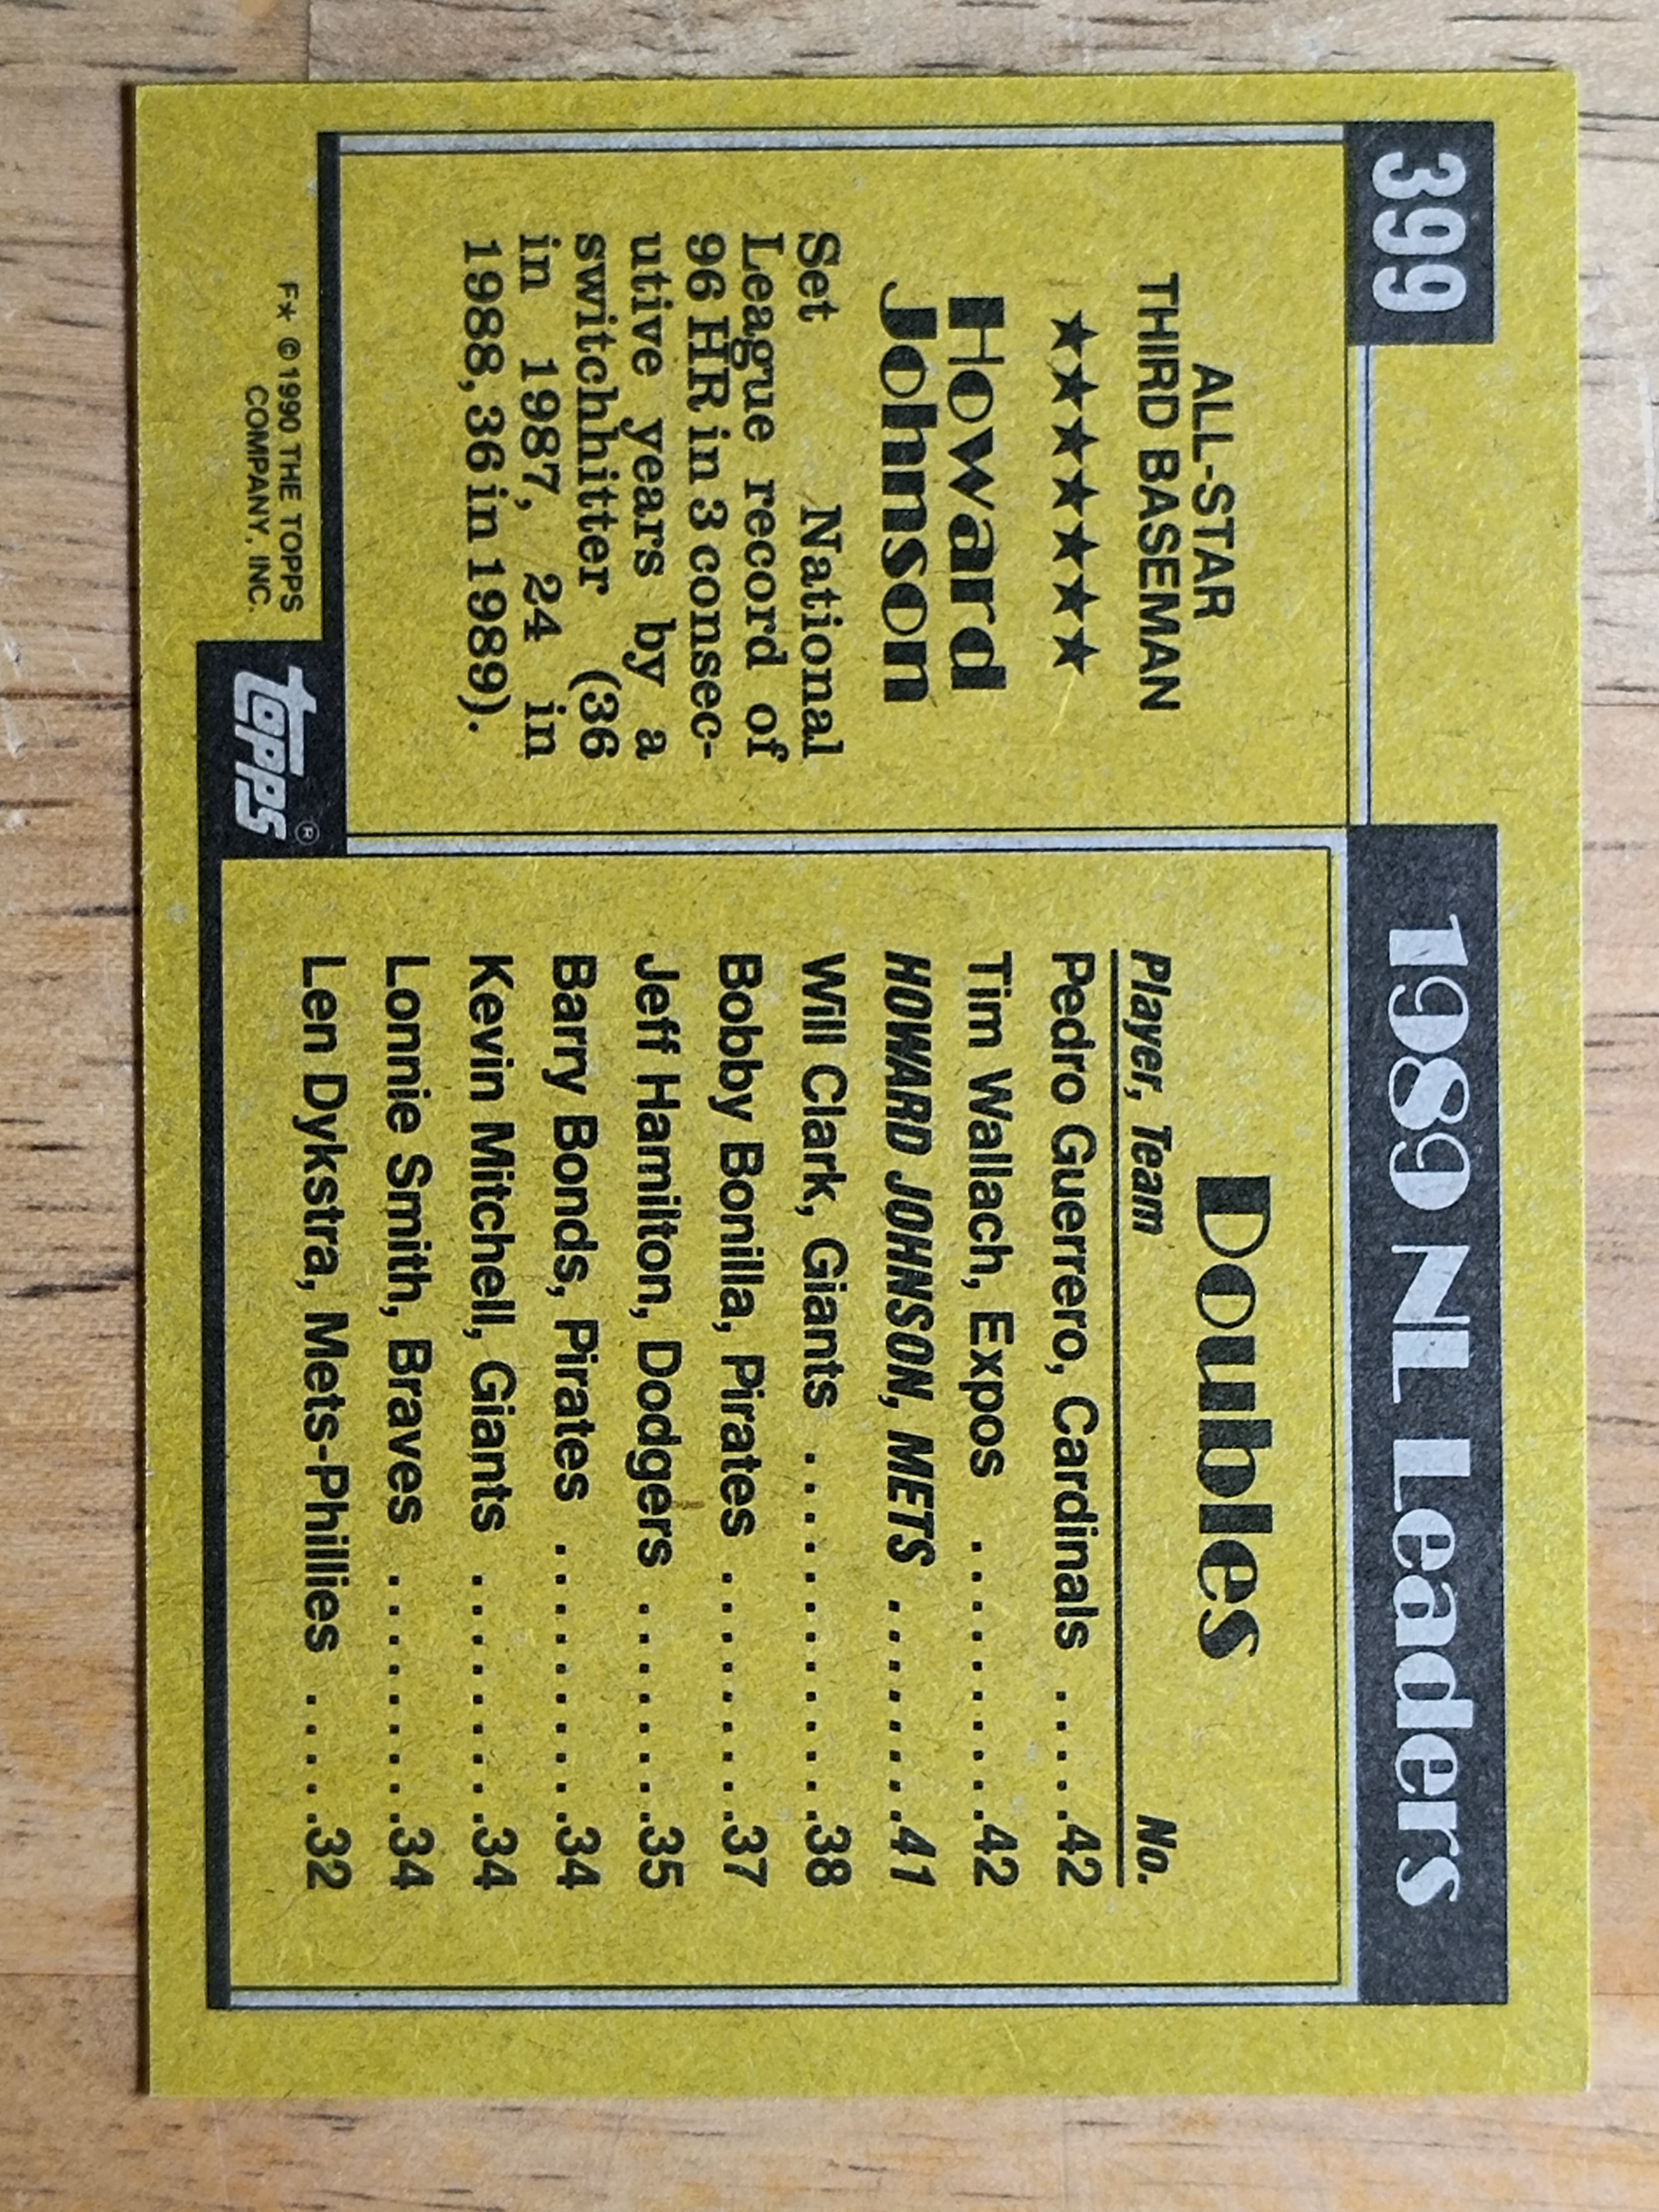 399
ALL-STAR
THIRD BASEMAN
★★★★★★★
Howard
Johnson
Set National
League record of
96 HR in 3 consec-
utive years by a
switchhitter (36
in 1987, 24 in
1988, 36 in 1989).
F★ © 1990 THE TOPPS
COMPANY, INC.
topps®
1989 NL Leaders
Doubles
Player, Team No.
Pedro Guerrero, Cardinals . . . . .42
Tim Wallach, Expos . . . . . . . . . .42
HOWARD JOHNSON, METS . . . . . . . . .41
Will Clark, Giants . . . . . . . . . . . . .38
Bobby Bonilla, Pirates . . . . . . . . .37
Jeff Hamilton, Dodgers . . . . . . . .35
Barry Bonds, Pirates . . . . . . . . . .34
Kevin Mitchell, Giants . . . . . . . . .34
Lonnie Smith, Braves . . . . . . . . .34
Len Dykstra, Mets-Phillies . . . . .32